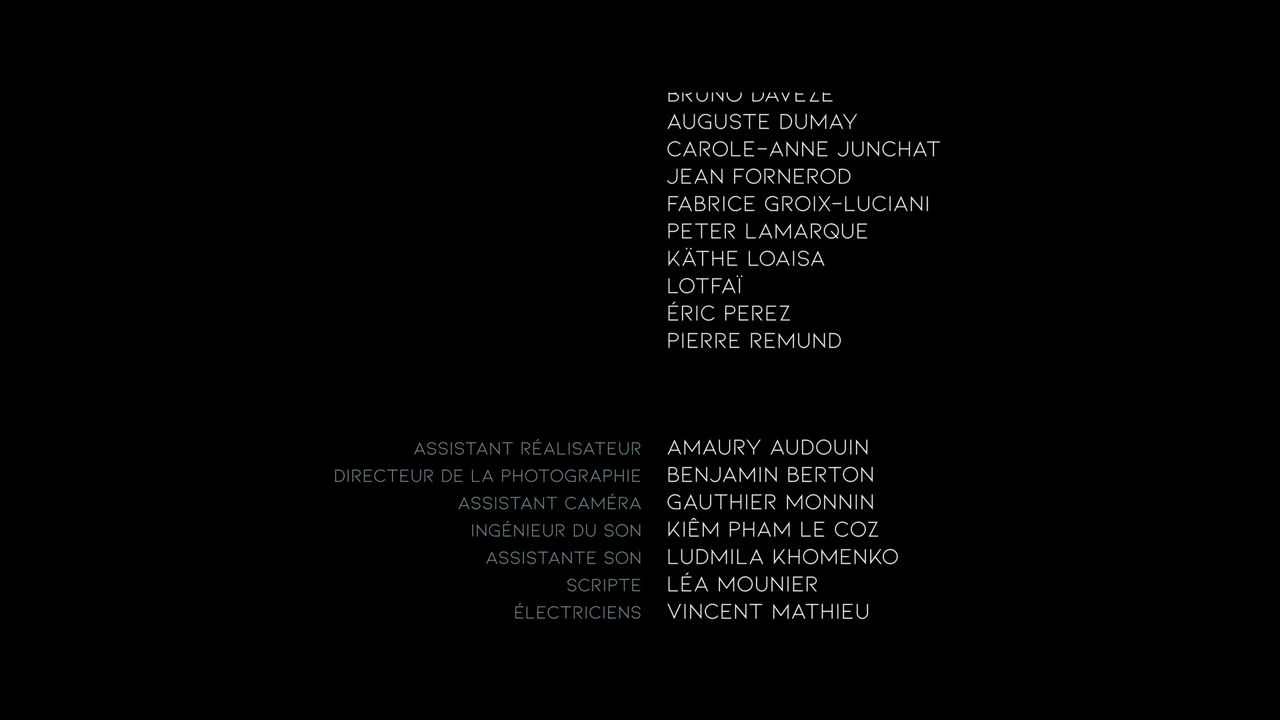 BRUNO DAVEZE
AUGUSTE DUMAY
CAROLE-ANNE JUNCHAT
JEAN FORNEROD
FABRICE GROIX-LUCIANI
PETER LAMARQUE
KÄTHE LOAISA
LOTFAÏ
ÉRIC PEREZ
PIERRE REMUND
ASSISTANT RÉALISATEUR AMAURY AUDOUIN
DIRECTEUR DE LA PHOTOGRAPHIE BENJAMIN BERTON
ASSISTANT CAMÉRA GAUTHIER MONNIN
INGÉNIEUR DU SON KIÊM PHAM LE COZ
ASSISTANTE SON LUDMILA KHOMENKO
SCRIPTE LÉA MOUNIER
ÉLECTRICIENS VINCENT MATHIEU